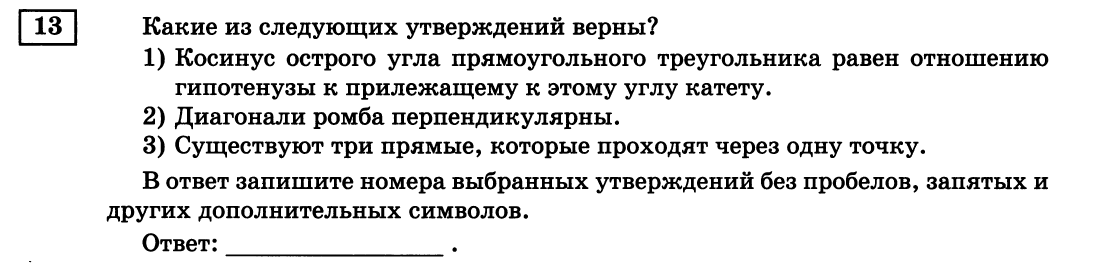 13 Какие из следующих утверждений верны?
1) Косинус острого угла прямоугольного треугольника равен отношению
гипотенузы к прилежащему к этому углу катету.
2) Диагонали ромба перпендикулярны.
3) Существуют три прямые, которые проходят через одну точку.
В ответ запишите номера выбранных утверждений без пробелов, запятых и
других дополнительных символов.
Ответ: ____________________ .